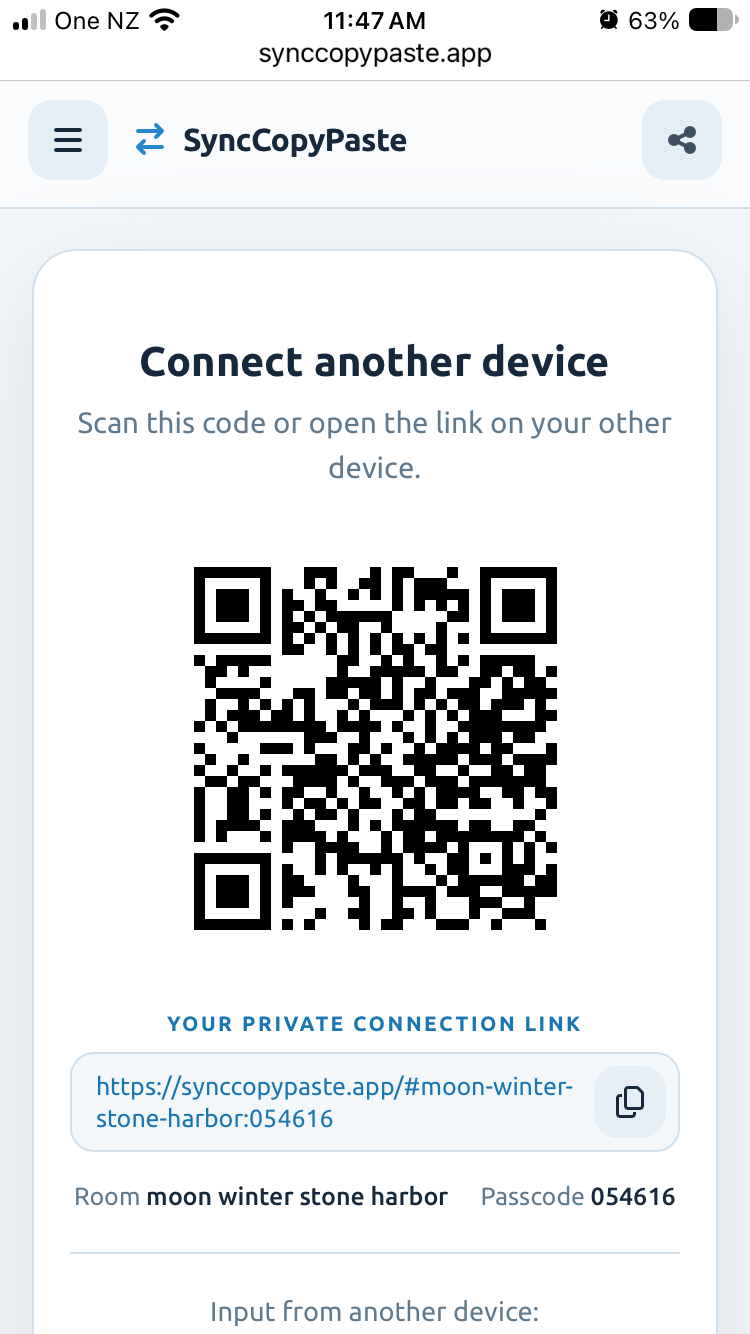 One NZ 11:47 AM 63%
synccopypaste.app
SyncCopyPaste
Connect another device
Scan this code or open the link on your other
device.
YOUR PRIVATE CONNECTION LINK
https://synccopypaste.app/#moon-winter-
stone-harbor:054616
Room moon winter stone harbor Passcode 054616
Input from another device: